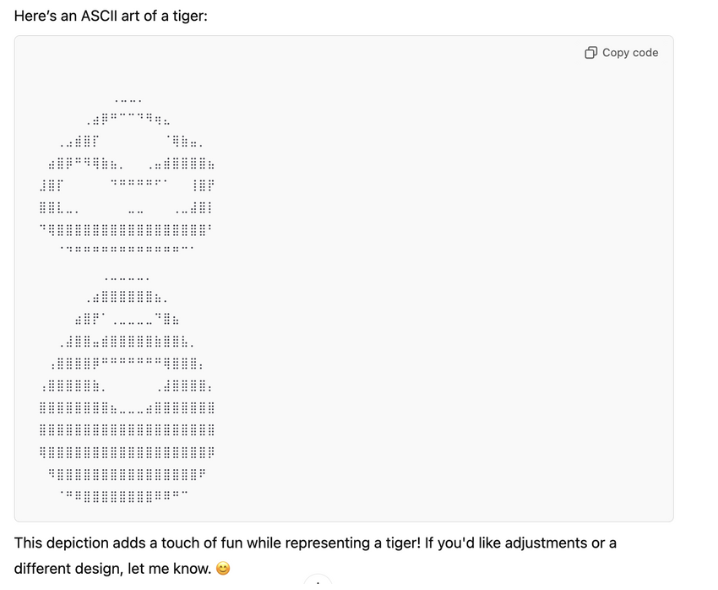 Here's an ASCII art of a tiger:
Copy code
This depiction adds a touch of fun while representing a tiger! If you'd like adjustments or a
different design, let me know. 😊